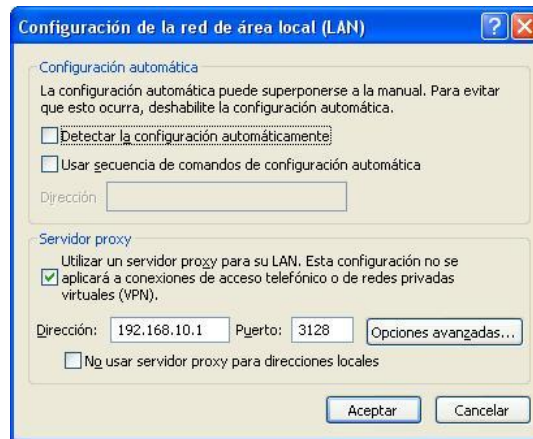 Configuración de la red de área local (LAN)
Configuración automática
La configuración automática puede superponerse a la manual. Para evitar
que esto ocurra, deshabilite la configuración automática.
Detectar la configuración automáticamente
Usar secuencia de comandos de configuración automática
Dirección
Servidor proxy
Utilizar un servidor proxy para su LAN. Esta configuración no se
aplicará a conexiones de acceso telefónico o de redes privadas
virtuales (VPN).
Dirección: 192.168.10.1 Puerto: 3128 Opciones avanzadas...
No usar servidor proxy para direcciones locales
Aceptar Cancelar